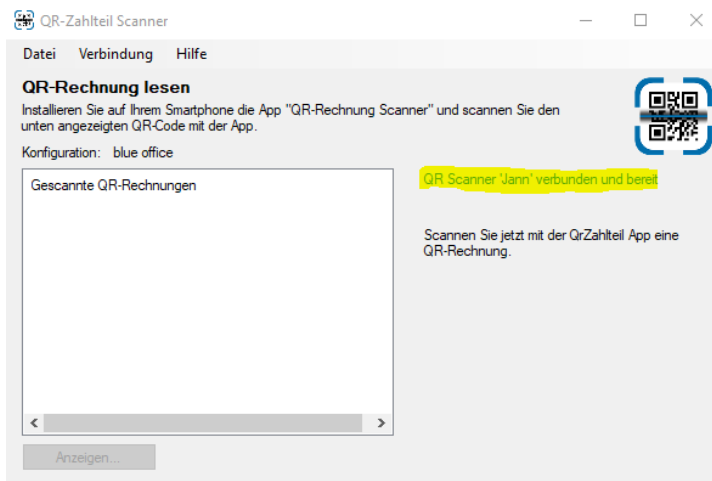 QR-Zahlteil Scanner
Datei Verbindung Hilfe
QR-Rechnung lesen
Installieren Sie auf Ihrem Smartphone die App "QR-Rechnung Scanner" und scannen Sie den
unten angezeigten QR-Code mit der App.
Konfiguration: blue office
Gescannte QR-Rechnungen
QR Scanner 'Jann' verbunden und bereit
Scannen Sie jetzt mit der QrZahlteil App eine
QR-Rechnung.
Anzeigen...